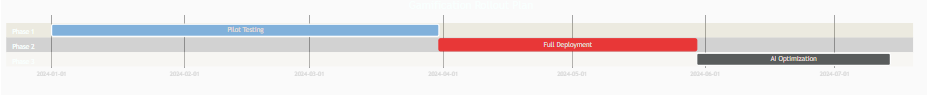 Phase 1
Pilot Testing
Phase 2
Full Deployment
AI Optimization
2024-01-01
2024-02-01
2024-03-01
2024-04-01
2024-05-01
2024-06-01
2024-07-01